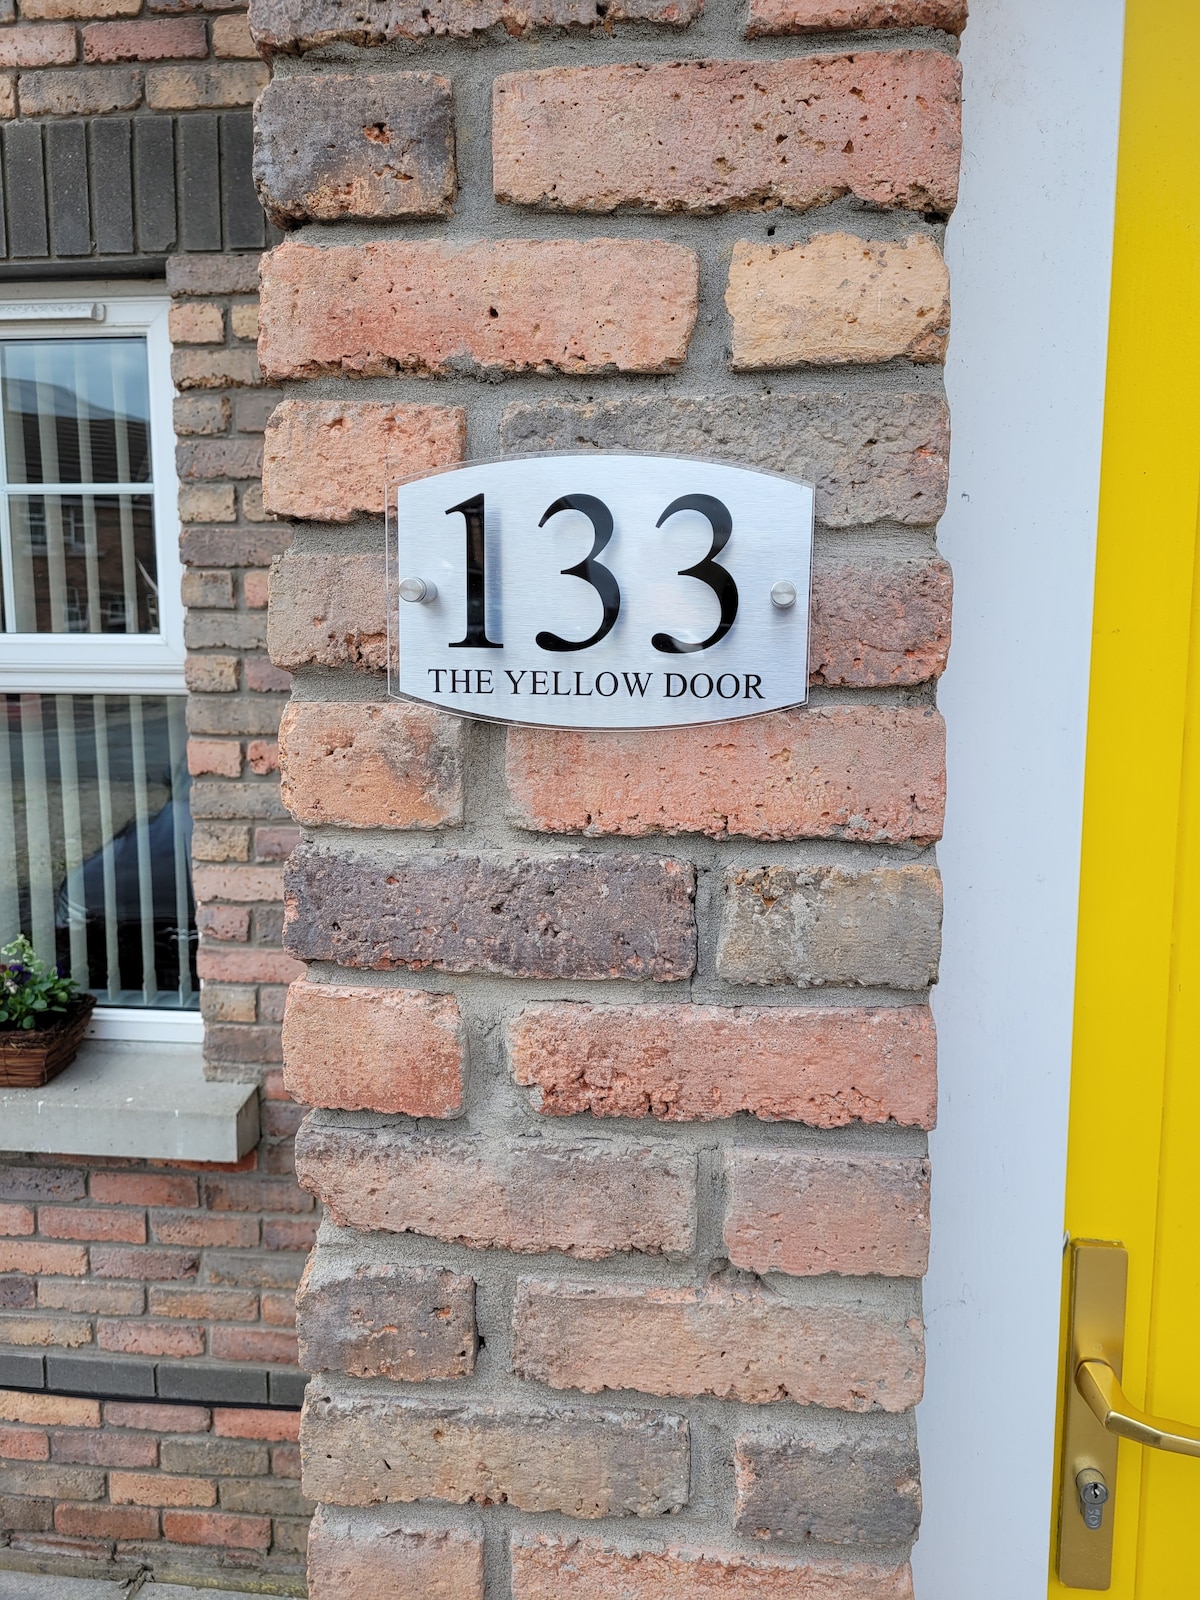 133
THE YELLOW DOOR